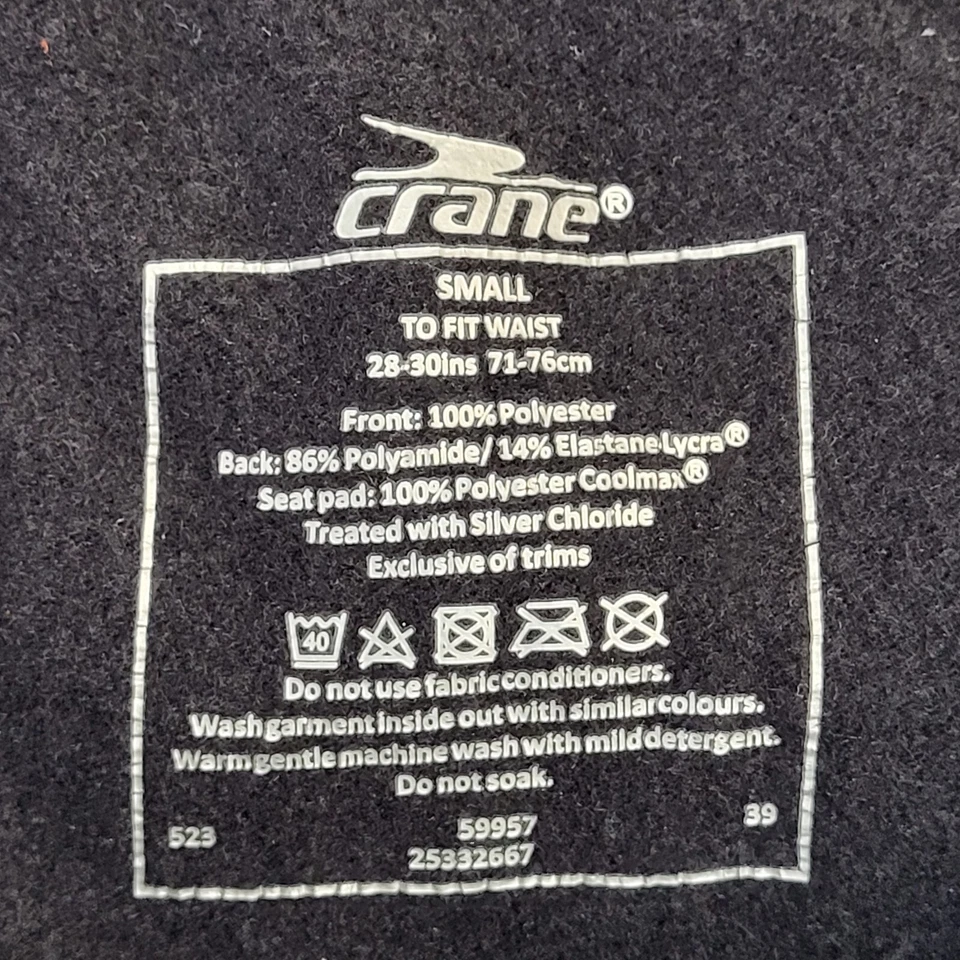 crane®
SMALL
TO FIT WAIST
28-30ins 71-76cm
Front: 100% Polyester
Back: 86% Polyamide/ 14% Elastane Lycra®
Seat pad: 100% Polyester Coolmax®
Treated with Silver Chloride
Exclusive of trims
40
Do not use fabric conditioners.
Wash garment inside out with similar colours.
Warm gentle machine wash with mild detergent.
Do not soak.
523 59957 39
25332667